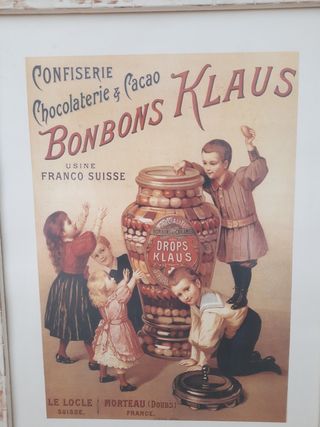 CONFISERIE
Chocolaterie & Cacao
BONBONS KLAUS
USINE
FRANCO SUISSE
DROPS
KLAUS
LE LOCLE
SUISSE.
MORTEAU (DOUBS)
FRANCE.